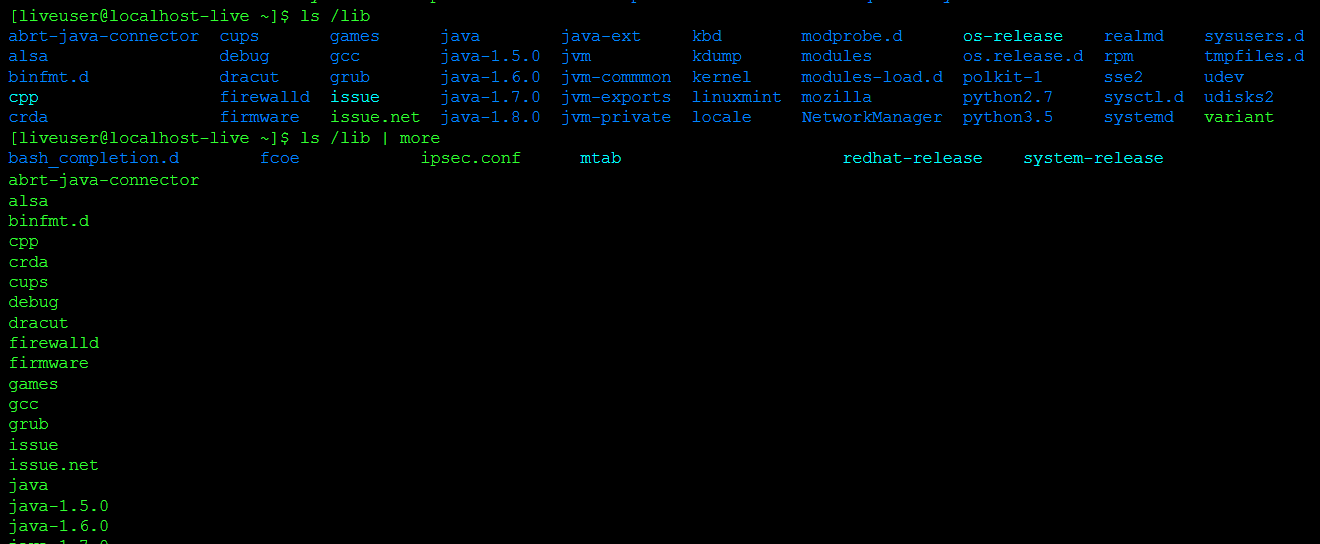 [liveuser@localhost-live ~]$ ls /lib
abrt-java-connector cups games java java-ext kbd modprobe.d os-release realmd sysusers.d
alsa debug gcc java-1.5.0 jvm kdump modules os.release.d rpm tmpfiles.d
binfmt.d dracut grub java-1.6.0 jvm-commmon kernel modules-load.d polkit-1 sse2 udev
cpp firewalld issue java-1.7.0 jvm-exports linuxmint mozilla python2.7 sysctl.d udisks2
crda firmware issue.net java-1.8.0 jvm-private locale NetworkManager python3.5 systemd variant
[liveuser@localhost-live ~]$ ls /lib | more
bash_completion.d fcoe ipsec.conf mtab redhat-release system-release
abrt-java-connector
alsa
binfmt.d
cpp
crda
cups
debug
dracut
firewalld
firmware
games
gcc
grub
issue
issue.net
java
java-1.5.0
java-1.6.0